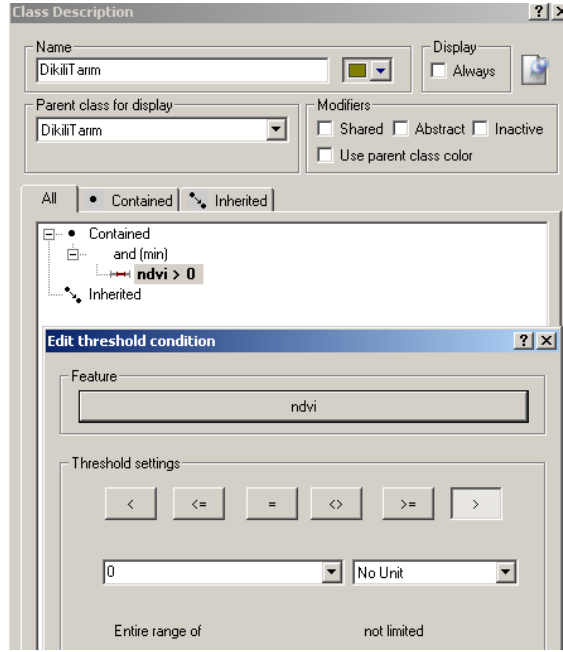 Class Description
Name
Display
DikiliTarım
Always
Parent class for display
Modifiers
DikiliTarım
Shared Abstract Inactive
Use parent class color
All Contained Inherited
Contained
and (min)
ndvi > 0
Inherited
Edit threshold condition
Feature
ndvi
Threshold settings
< <= = <> >= >
0 No Unit
Entire range of not limited